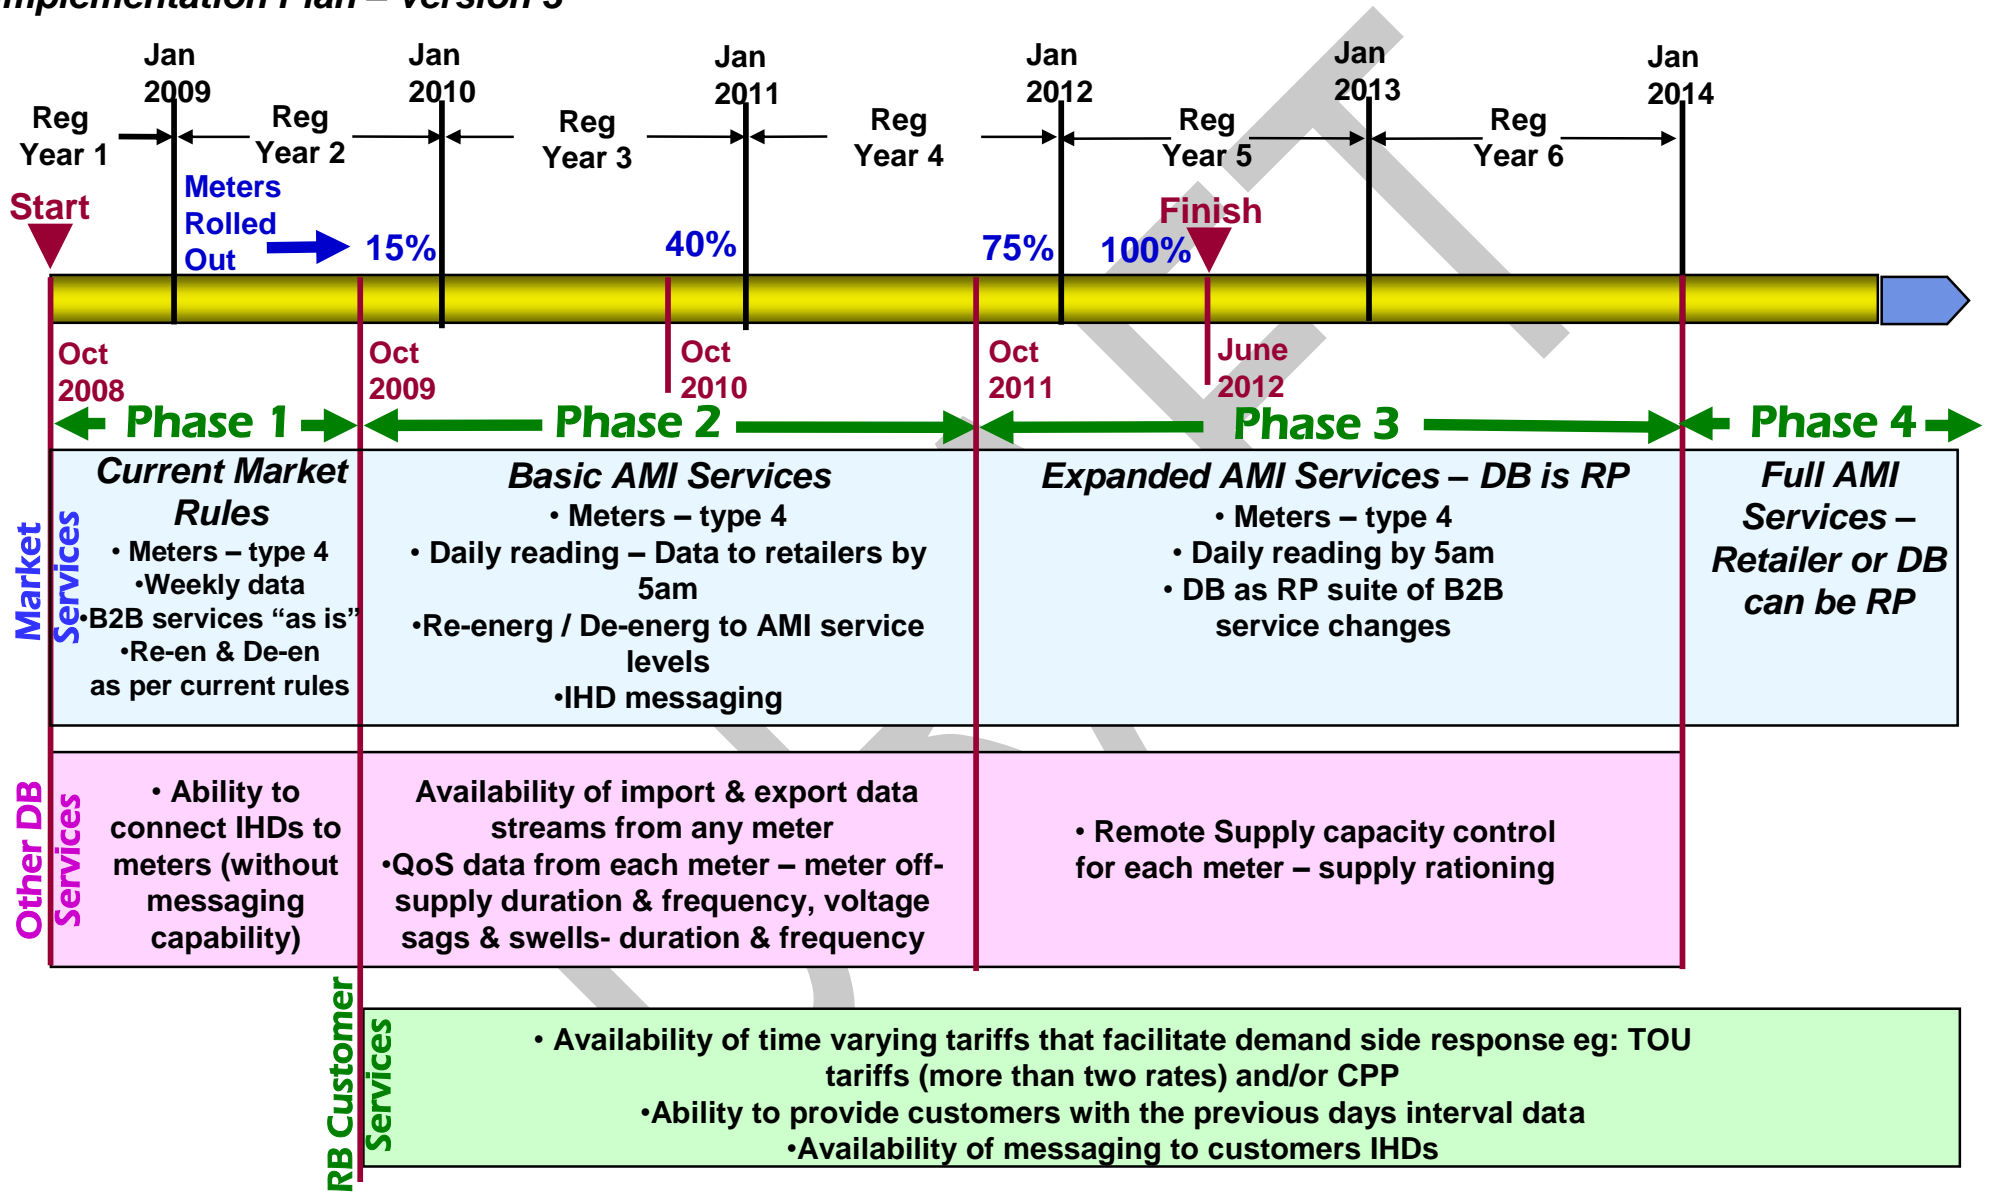 Implementation Plan – Version 3
Jan
2009
Jan
2010
Jan
2011
Jan
2012
Jan
2013
Jan
2014
Reg
Year 1
Reg
Year 2
Reg
Year 3
Reg
Year 4
Reg
Year 5
Reg
Year 6
Start
Meters
Rolled
Out
15%
40%
75%
100%
Finish
Oct
2008
Oct
2009
Oct
2010
Oct
2011
June
2012
Phase 1
Phase 2
Phase 3
Phase 4
Market
Services
Current Market
Rules
• Meters – type 4
•Weekly data
•B2B services “as is”
•Re-en & De-en
as per current rules
Basic AMI Services
• Meters – type 4
• Daily reading – Data to retailers by
5am
•Re-energ / De-energ to AMI service
levels
•IHD messaging
Expanded AMI Services – DB is RP
• Meters – type 4
• Daily reading by 5am
• DB as RP suite of B2B
service changes
Full AMI
Services –
Retailer or DB
can be RP
Other DB
Services
• Ability to
connect IHDs to
meters (without
messaging
capability)
Availability of import & export data
streams from any meter
•QoS data from each meter – meter off-
supply duration & frequency, voltage
sags & swells- duration & frequency
• Remote Supply capacity control
for each meter – supply rationing
RB Customer
Services
• Availability of time varying tariffs that facilitate demand side response eg: TOU
tariffs (more than two rates) and/or CPP
•Ability to provide customers with the previous days interval data
•Availability of messaging to customers IHDs